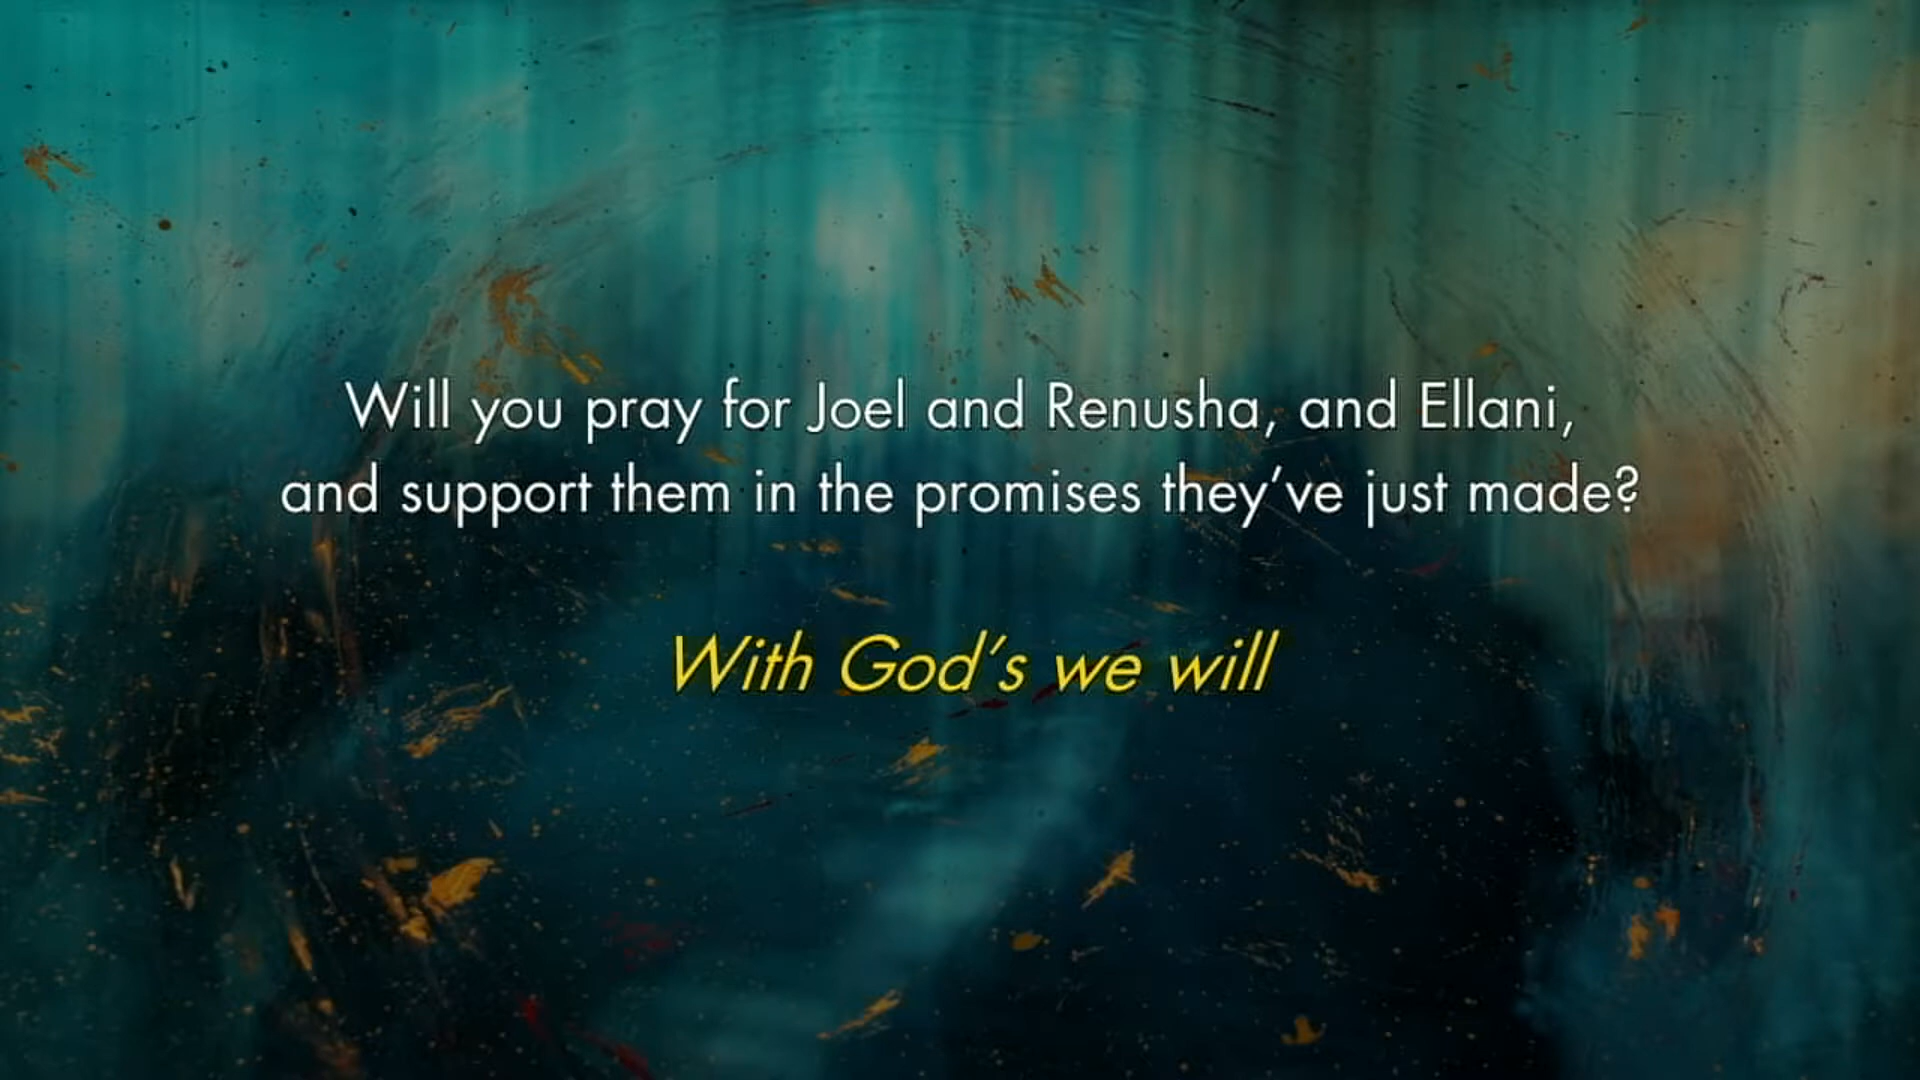 Will you pray for Joel and Renusha, and Ellani,
and support them in the promises they’ve just made?
With God’s we will